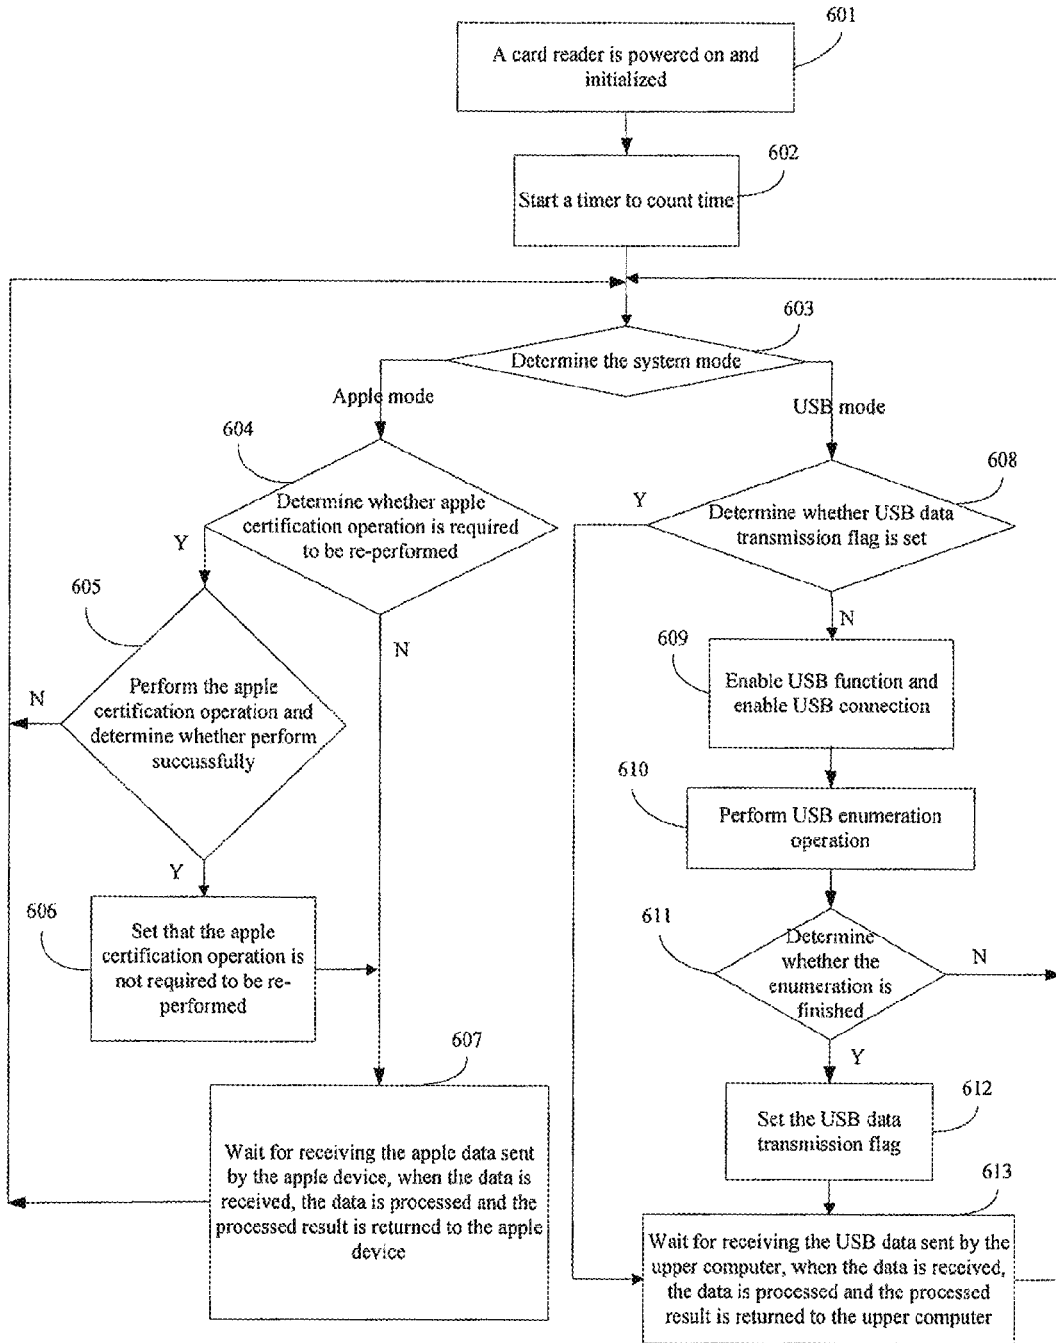 601
A card reader is powered on and
initialized
602
Start a timer to count time
603
Determine the system mode
Apple mode
USB mode
604
Determine whether apple
certification operation is required
to be re-performed
Y
N
605
Perform the apple
certification operation and
determine whether perform
succussfully
N
Y
606
Set that the apple
certification operation is
not required to be re-
performed
607
Wait for receiving the apple data sent
by the apple device, when the data is
received, the data is processed and the
processed result is returned to the apple
device
608
Determine whether USB data
transmission flag is set
Y
N
609
Enable USB function and
enable USB connection
610
Perform USB enumeration
operation
611
Determine
whether the
enumeration is
finished
N
Y
612
Set the USB data
transmission flag
613
Wait for receiving the USB data sent by the
upper computer, when the data is received,
the data is processed and the processed
result is returned to the upper computer